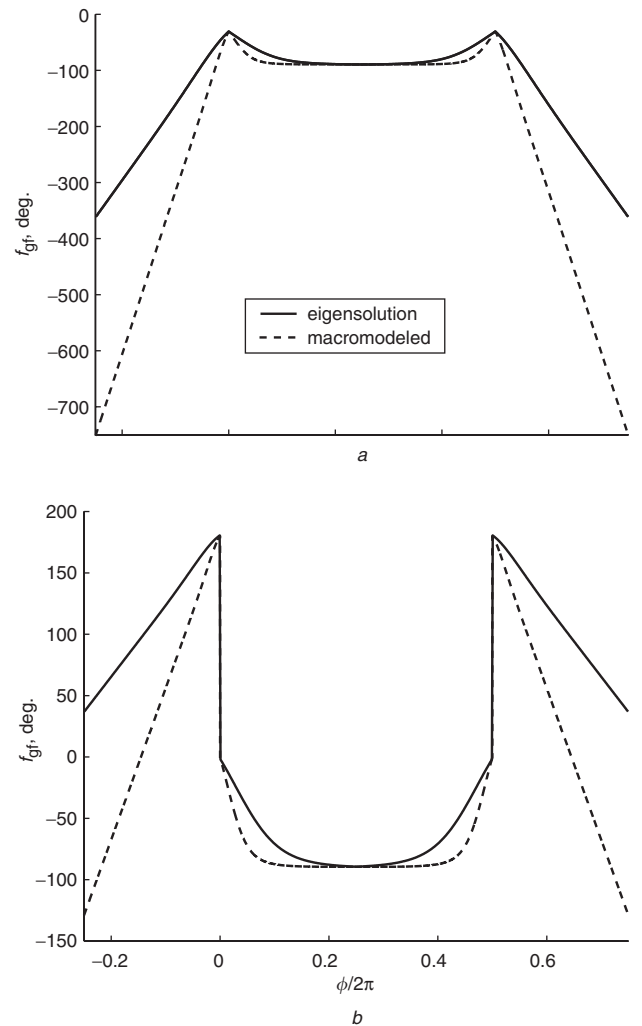 0
−100
−200
−300
−400
−500
−600
−700
f_gf, deg.
eigensolution
macromodeled
a
200
150
100
50
0
−50
−100
−150
f_gf, deg.
−0.2 0 0.2 0.4 0.6
ϕ/2π
b